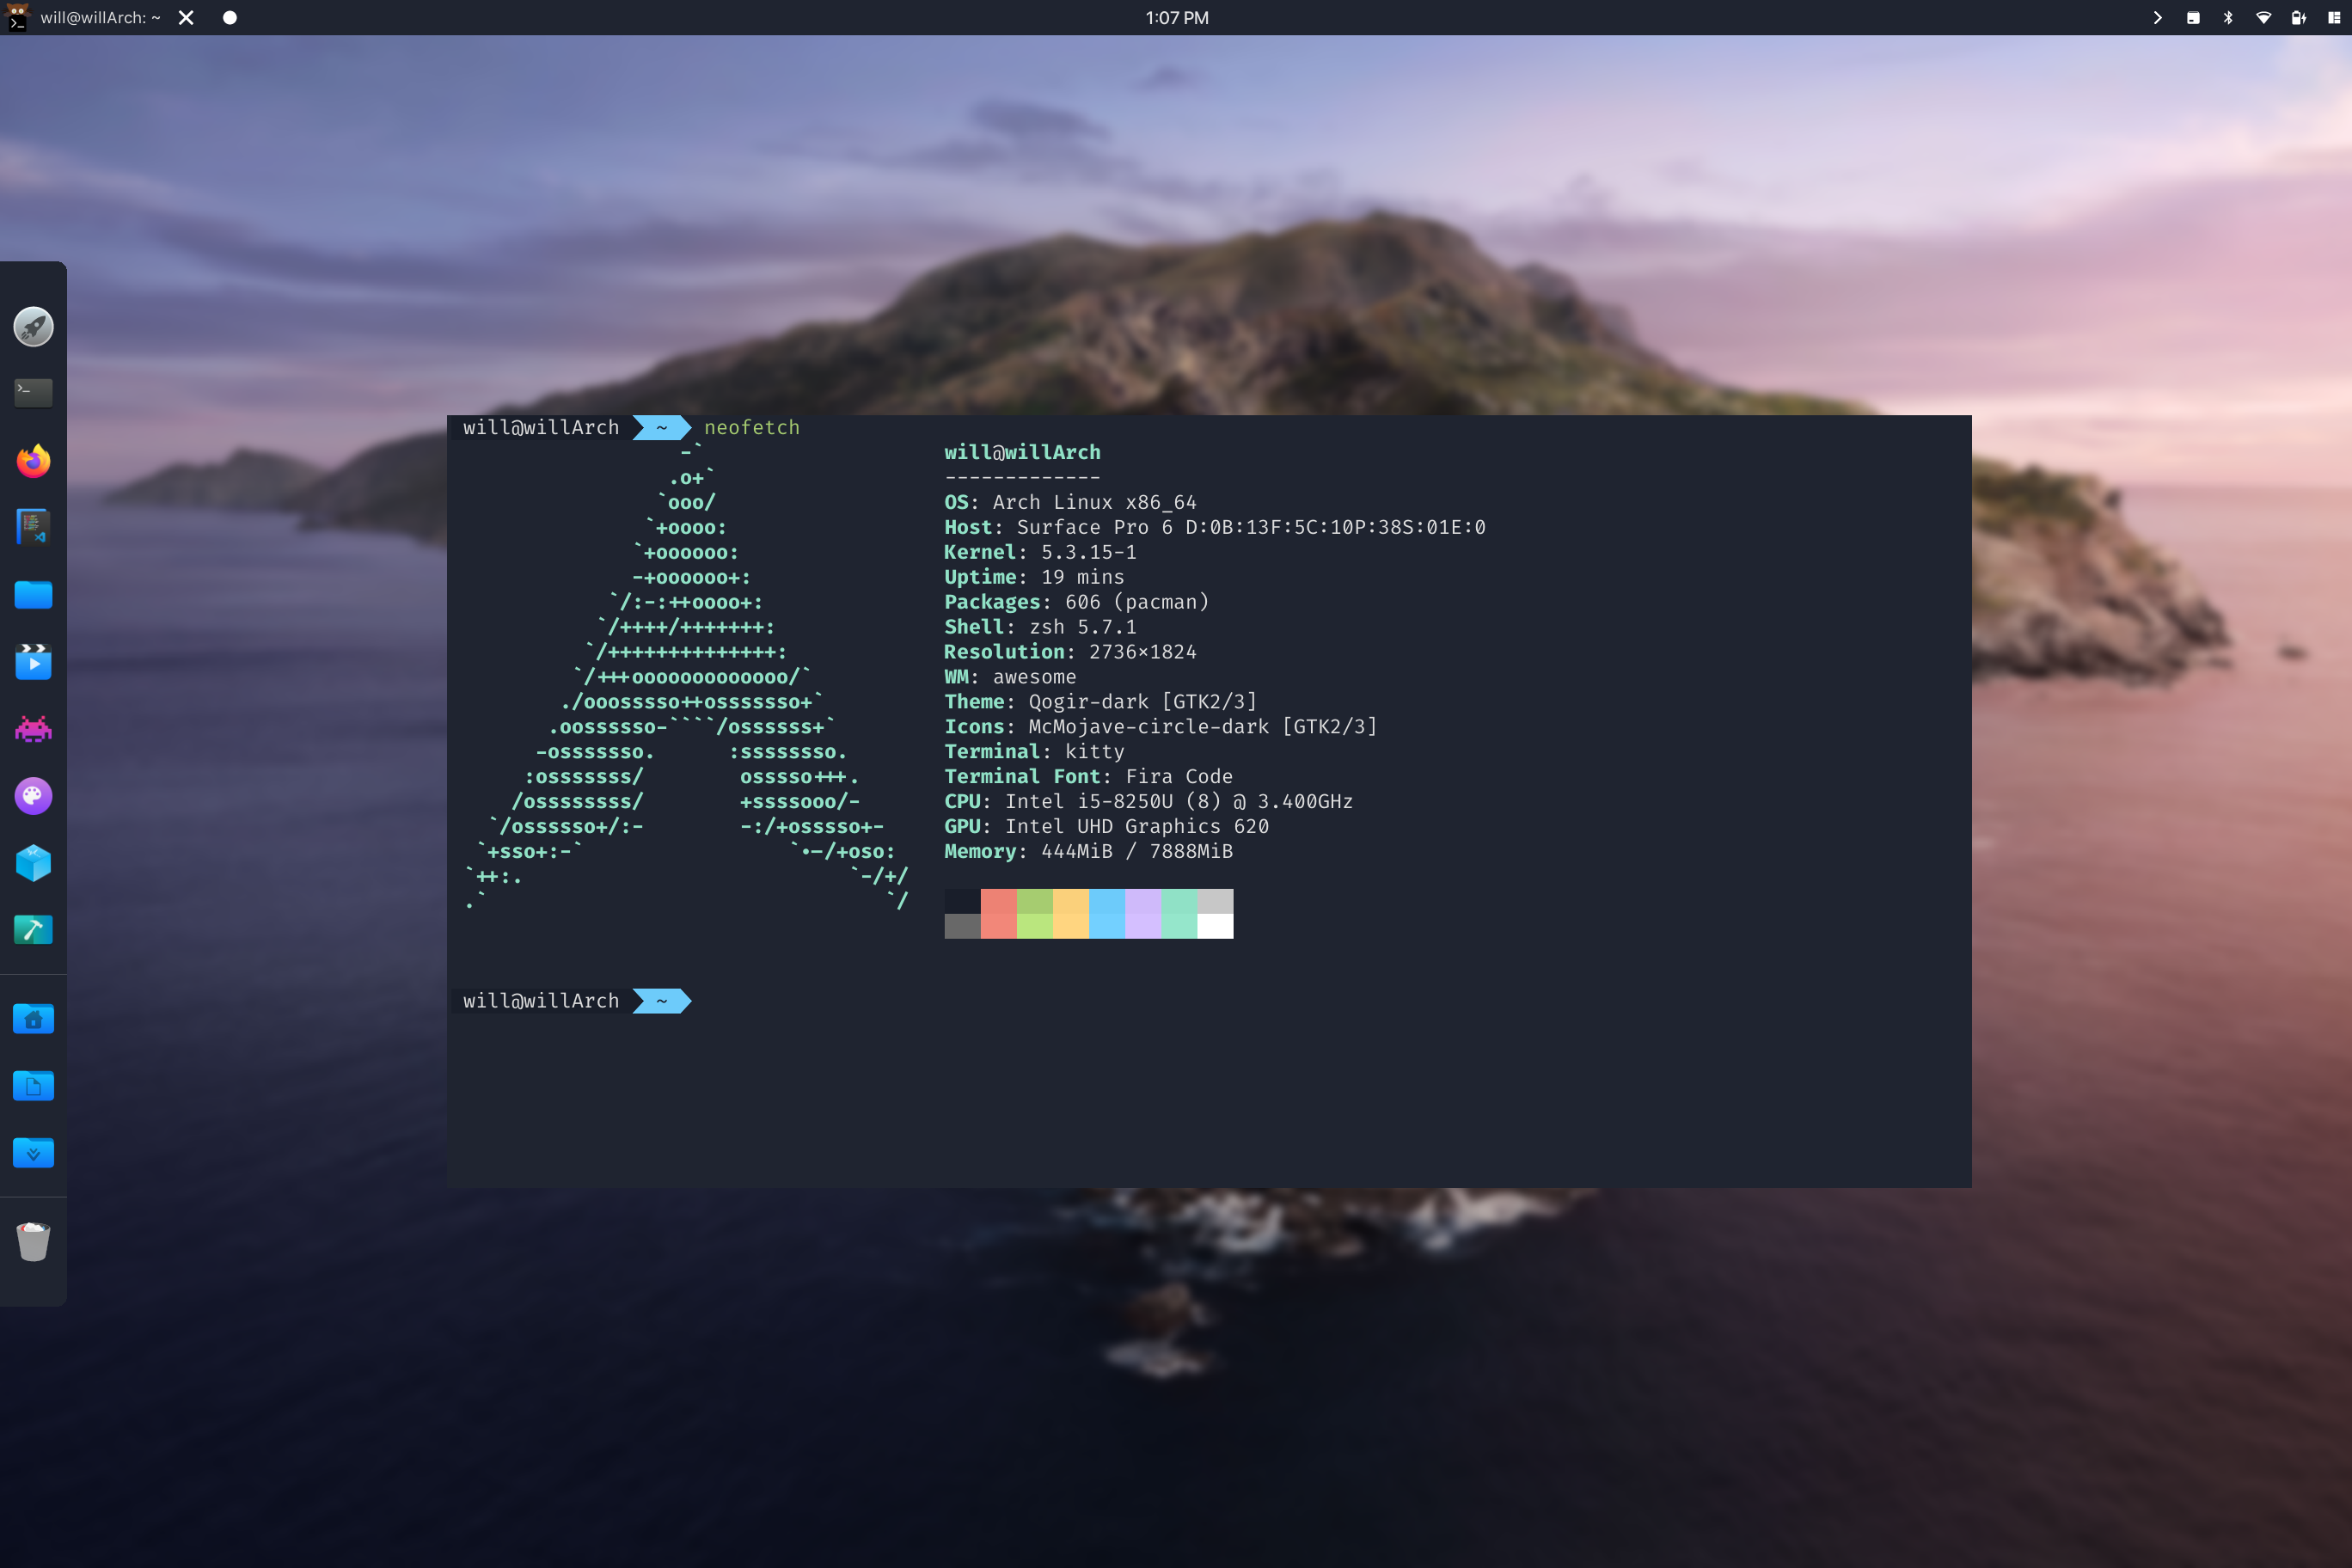 will@willArch: ~
1:07 PM
will@willArch ~ neofetch
-`
.o+`
`ooo/
`+oooo:
`+oooooo:
-+oooooo+:
`/:-:++oooo+:
`/++++/+++++++:
`/++++++++++++++:
`/+++ooooooooooooo/`
./ooosssso++osssssso+`
.oossssso-````/ossssss+`
-osssssso. :ssssssso.
:osssssss/ osssso+++.
/ossssssss/ +ssssooo/-
`/ossssso+/:- -:/+osssso+-
`+sso+:-` `•-/+oso:
`++:. `-/+/
.` `/
will@willArch
-------------
OS: Arch Linux x86_64
Host: Surface Pro 6 D:0B:13F:5C:10P:38S:01E:0
Kernel: 5.3.15-1
Uptime: 19 mins
Packages: 606 (pacman)
Shell: zsh 5.7.1
Resolution: 2736×1824
WM: awesome
Theme: Qogir-dark [GTK2/3]
Icons: McMojave-circle-dark [GTK2/3]
Terminal: kitty
Terminal Font: Fira Code
CPU: Intel i5-8250U (8) @ 3.400GHz
GPU: Intel UHD Graphics 620
Memory: 444MiB / 7888MiB
will@willArch ~